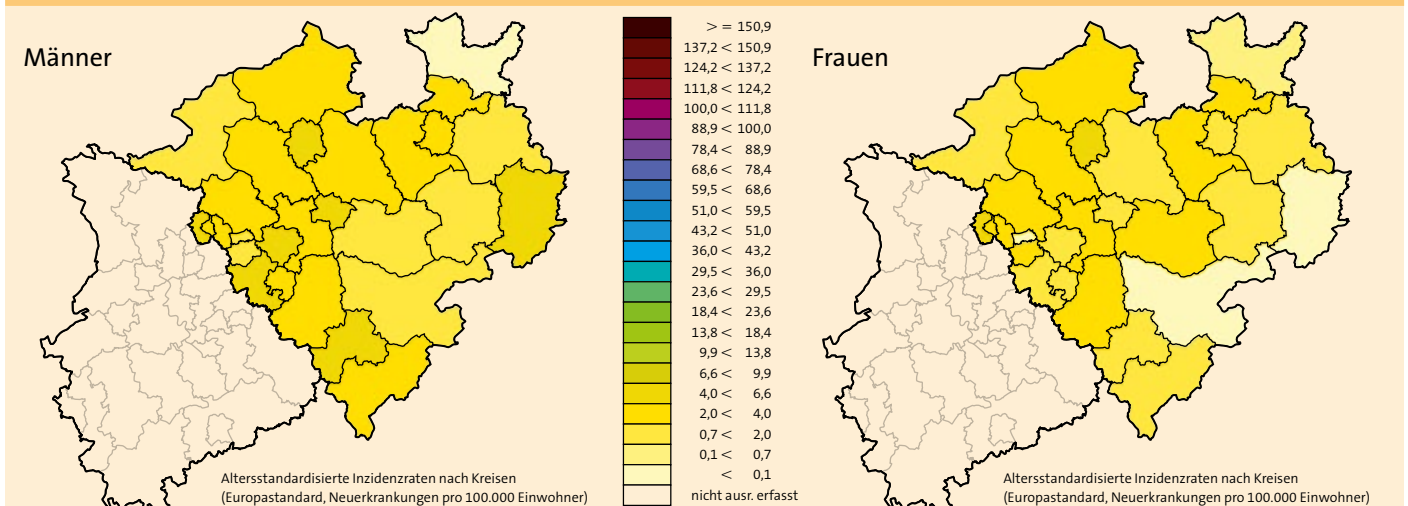 Männer
> = 150,9
137,2 < 150,9
124,2 < 137,2
111,8 < 124,2
100,0 < 111,8
88,9 < 100,0
78,4 < 88,9
68,6 < 78,4
59,5 < 68,6
51,0 < 59,5
43,2 < 51,0
36,0 < 43,2
29,5 < 36,0
23,6 < 29,5
18,4 < 23,6
13,8 < 18,4
9,9 < 13,8
6,6 < 9,9
4,0 < 6,6
2,0 < 4,0
0,7 < 2,0
0,1 < 0,7
< 0,1
nicht ausr. erfasst
Altersstandardisierte Inzidenzraten nach Kreisen
(Europastandard, Neuerkrankungen pro 100.000 Einwohner)
Frauen
Altersstandardisierte Inzidenzraten nach Kreisen
(Europastandard, Neuerkrankungen pro 100.000 Einwohner)